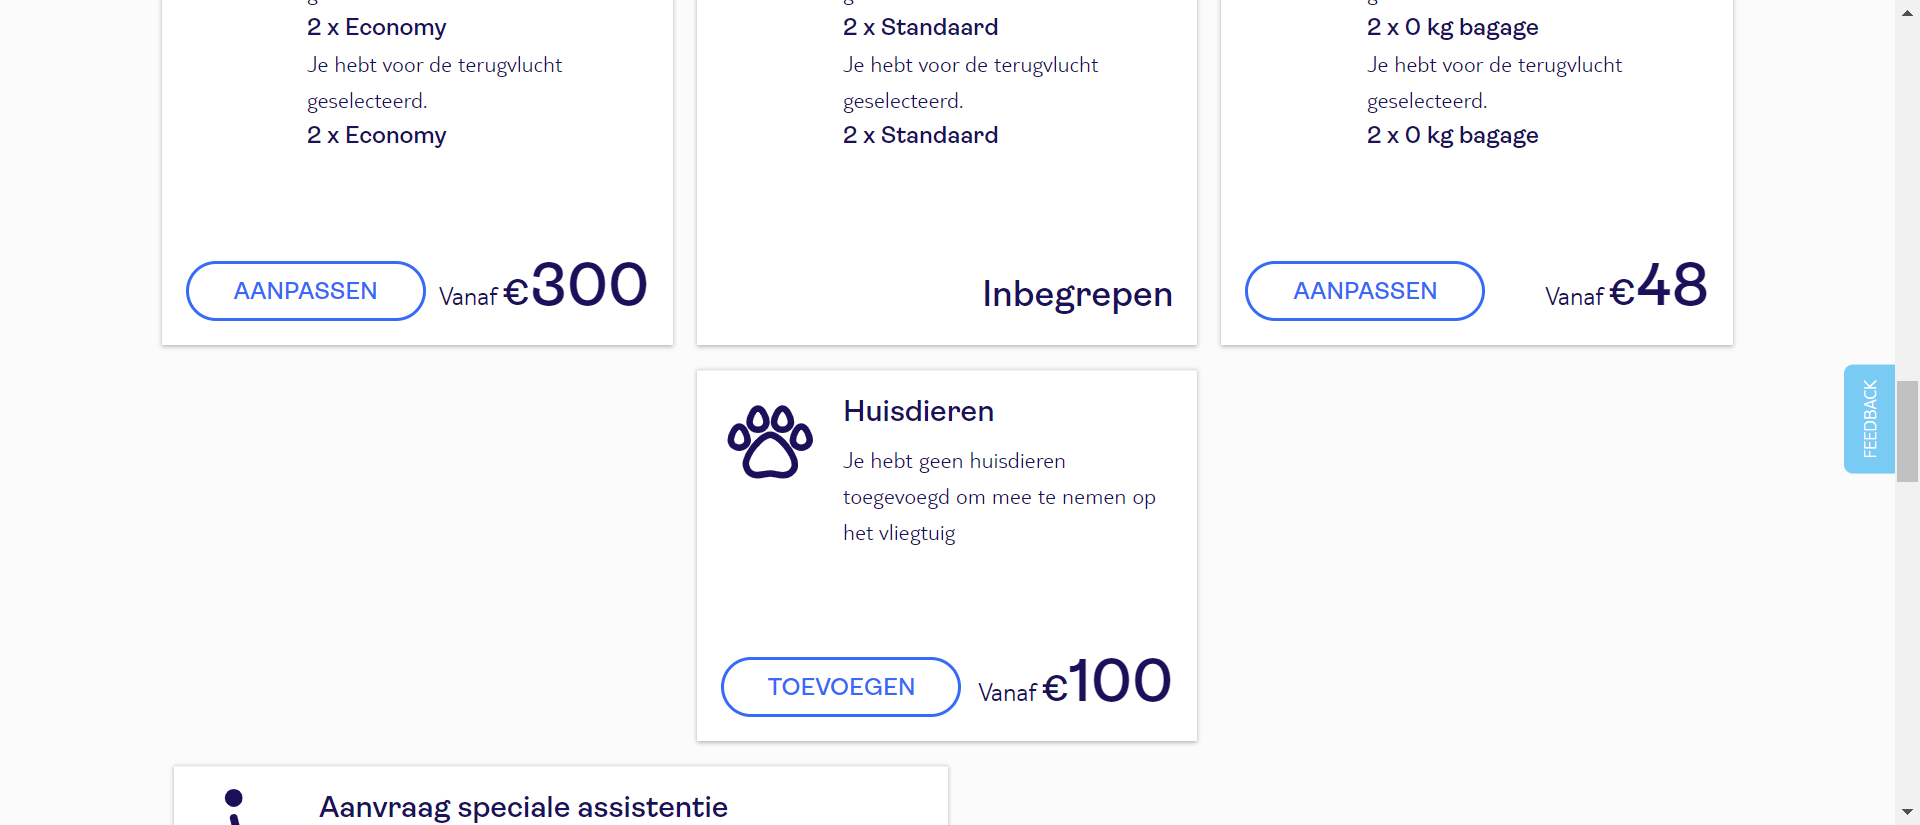 2 x Economy
Je hebt voor de terugvlucht
geselecteerd.
2 x Economy
AANPASSEN
Vanaf €300
2 x Standaard
Je hebt voor de terugvlucht
geselecteerd.
2 x Standaard
Inbegrepen
2 x 0 kg bagage
Je hebt voor de terugvlucht
geselecteerd.
2 x 0 kg bagage
AANPASSEN
Vanaf €48
FEEDBACK
Huisdieren
Je hebt geen huisdieren
toegevoegd om mee te nemen op
het vliegtuig
TOEVOEGEN
Vanaf €100
Aanvraag speciale assistentie